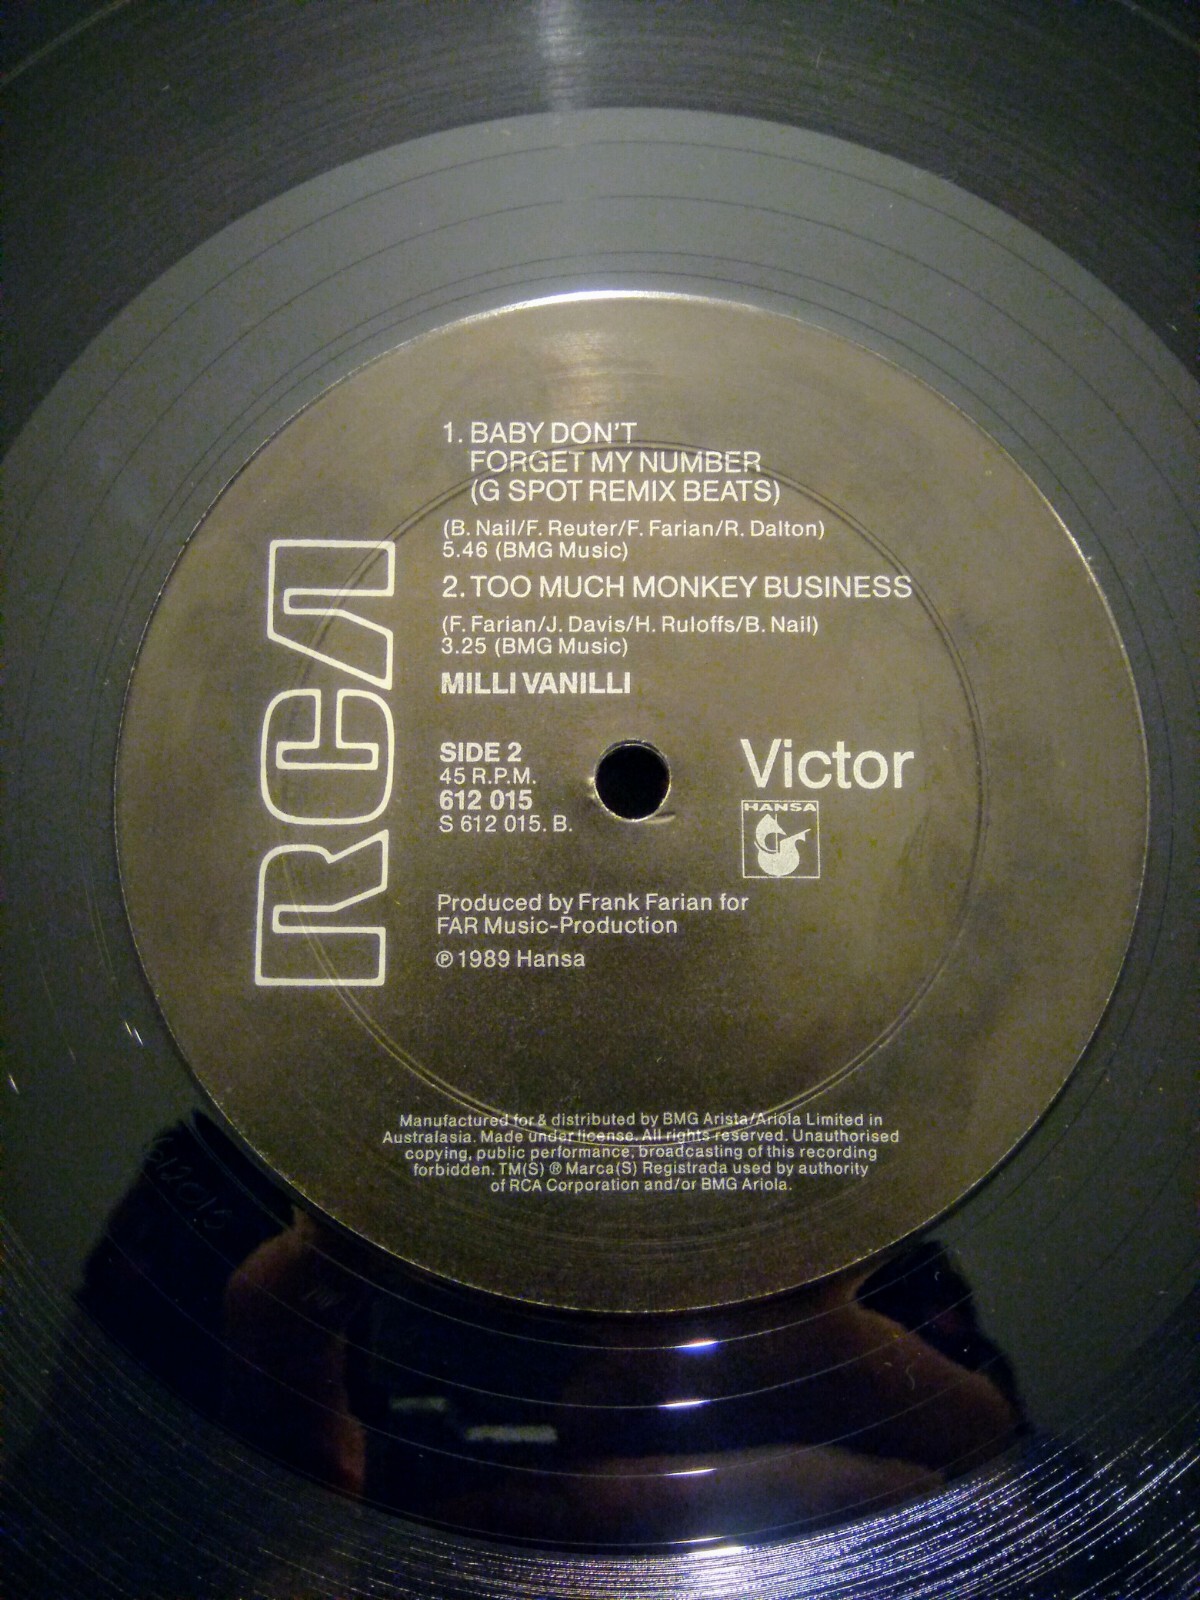 1. BABY DON'T
FORGET MY NUMBER
(G SPOT REMIX BEATS)
(B. Nail/F. Reuter/F. Farian/R. Dalton)
5.46 (BMG Music)
2. TOO MUCH MONKEY BUSINESS
(F. Farian/J. Davis/H. Ruloffs/B. Nail)
3.25 (BMG Music)
MILLI VANILLI
RCA
SIDE 2
45 R.P.M.
612 015
S 612 015. B.
Victor
HANSA
Produced by Frank Farian for
FAR Music-Production
℗ 1989 Hansa
Manufactured for & distributed by BMG Arista/Ariola Limited in
Australasia. Made under license. All rights reserved. Unauthorised
copying, public performance, broadcasting of this recording
forbidden. TM(S) ® Marca(S) Registrada used by authority
of RCA Corporation and/or BMG Ariola.